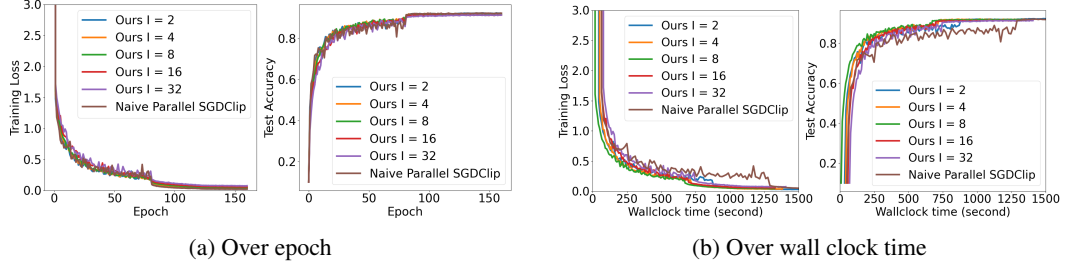 3.0
2.5
2.0
1.5
1.0
0.5
0.0
Training Loss
Ours I = 2
Ours I = 4
Ours I = 8
Ours I = 16
Ours I = 32
Naive Parallel SGDClip
0 50 100 150
Epoch
0.8
0.6
0.4
0.2
Test Accuracy
Ours I = 2
Ours I = 4
Ours I = 8
Ours I = 16
Ours I = 32
Naive Parallel SGDClip
0 50 100 150
Epoch
(a) Over epoch
3.0
2.5
2.0
1.5
1.0
0.5
0.0
Training Loss
Ours I = 2
Ours I = 4
Ours I = 8
Ours I = 16
Ours I = 32
Naive Parallel SGDClip
0 250 500 750 1000 1250 1500
Wallclock time (second)
0.8
0.6
0.4
0.2
Test Accuracy
Ours I = 2
Ours I = 4
Ours I = 8
Ours I = 16
Ours I = 32
Naive Parallel SGDClip
0 250 500 750 1000 1250 1500
Wallclock time (second)
(b) Over wall clock time